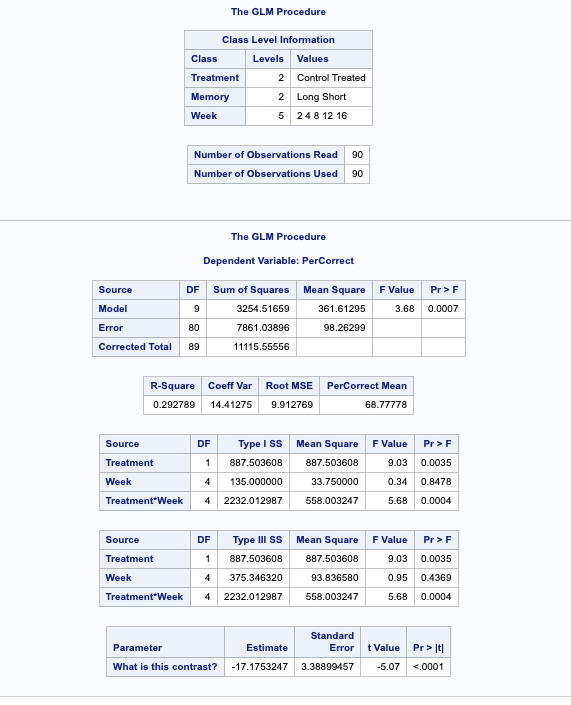 The GLM Procedure
Class Level Information
Class Levels Values
Treatment 2 Control Treated
Memory 2 Long Short
Week 5 2 4 8 12 16
Number of Observations Read 90
Number of Observations Used 90
The GLM Procedure
Dependent Variable: PerCorrect
Source DF Sum of Squares Mean Square F Value Pr > F
Model 9 3254.51659 361.61295 3.68 0.0007
Error 80 7861.03896 98.26299
Corrected Total 89 11115.55556
R-Square Coeff Var Root MSE PerCorrect Mean
0.292789 14.41275 9.912769 68.77778
Source DF Type I SS Mean Square F Value Pr > F
Treatment 1 887.503608 887.503608 9.03 0.0035
Week 4 135.000000 33.750000 0.34 0.8478
Treatment*Week 4 2232.012987 558.003247 5.68 0.0004
Source DF Type III SS Mean Square F Value Pr > F
Treatment 1 887.503608 887.503608 9.03 0.0035
Week 4 375.346320 93.836580 0.95 0.4369
Treatment*Week 4 2232.012987 558.003247 5.68 0.0004
Parameter Estimate Standard Error t Value Pr > |t|
What is this contrast? -17.1753247 3.38899457 -5.07 <.0001